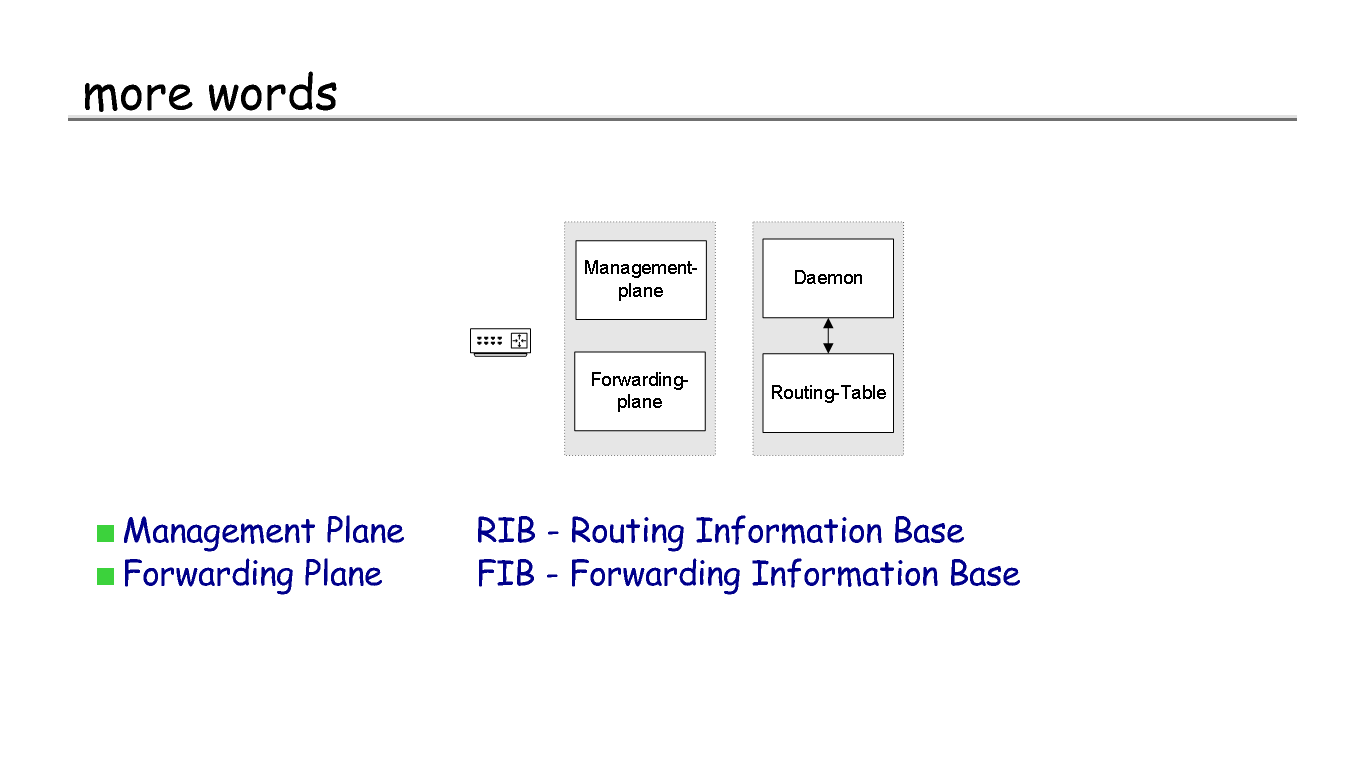 more words
Management-
plane
Forwarding-
plane
Daemon
Routing-Table
Management Plane RIB - Routing Information Base
Forwarding Plane FIB - Forwarding Information Base